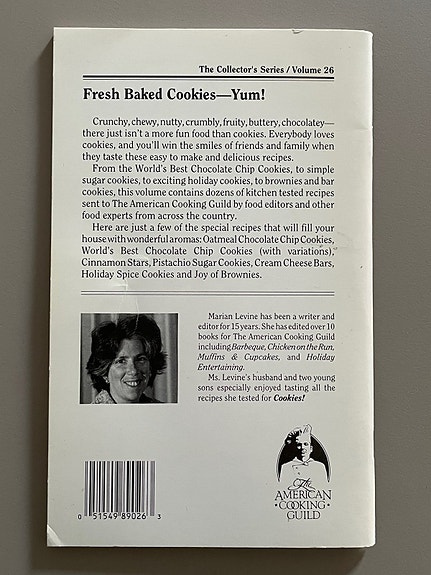 The Collector's Series / Volume 26
Fresh Baked Cookies—Yum!
Crunchy, chewy, nutty, crumbly, fruity, buttery, chocolatey—
there just isn't a more fun food than cookies. Everybody loves
cookies, and you'll win the smiles of friends and family when
they taste these easy to make and delicious recipes.
From the World's Best Chocolate Chip Cookies, to simple
sugar cookies, to exciting holiday cookies, to brownies and bar
cookies, this volume contains dozens of kitchen tested recipes
sent to The American Cooking Guild by food editors and other
food experts from across the country.
Here are just a few of the special recipes that will fill your
house with wonderful aromas: Oatmeal Chocolate Chip Cookies,
World's Best Chocolate Chip Cookies (with variations),
Cinnamon Stars, Pistachio Sugar Cookies, Cream Cheese Bars,
Holiday Spice Cookies and Joy of Brownies.
Marian Levine has been a writer and
editor for 15 years. She has edited over 10
books for The American Cooking Guild
including Barbeque, Chicken on the Run,
Muffins & Cupcakes, and Holiday
Entertaining.
Ms. Levine's husband and two young
sons especially enjoyed tasting all the
recipes she tested for Cookies!
0 51549 89026 3
The
AMERICAN
• COOKING •
GUILD